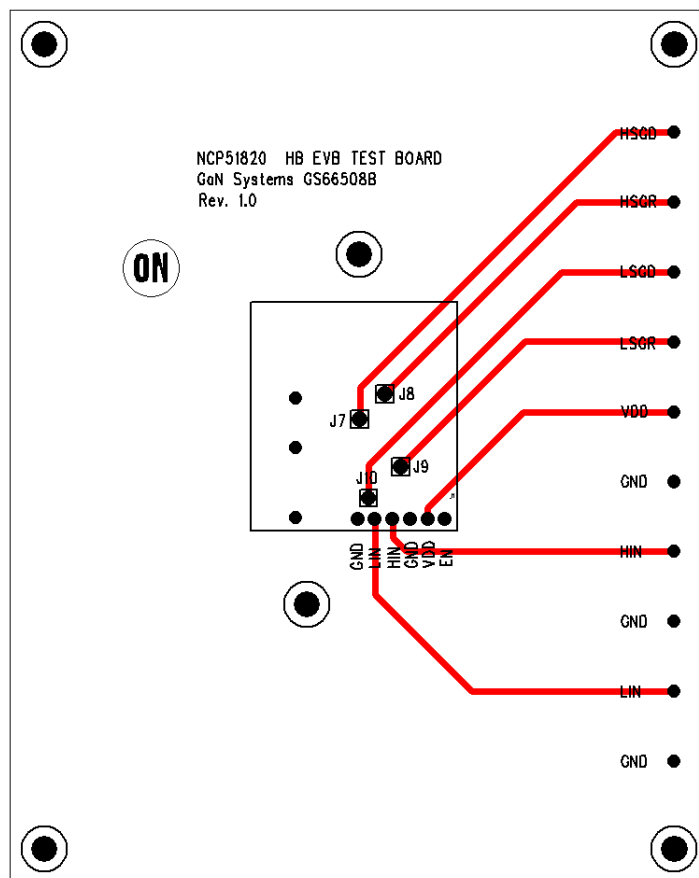 HSGD
NCP51820 HB EVB TEST BOARD
GaN Systems GS66508B
Rev. 1.0
HSGR
ON
LSGD
LSGR
J8
J7
VDD
J9
J10
GND
GND
LIN
HIN
GND
VDD
EN
HIN
GND
LIN
GND